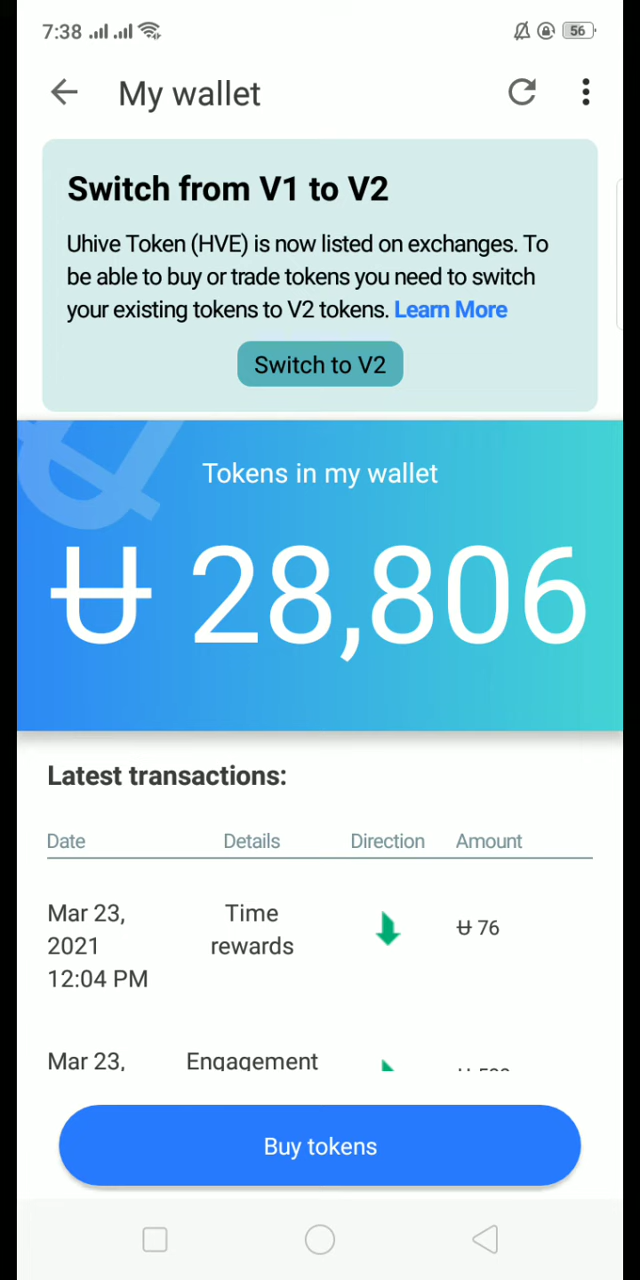 7:38
56
My wallet
Switch from V1 to V2
Uhive Token (HVE) is now listed on exchanges. To
be able to buy or trade tokens you need to switch
your existing tokens to V2 tokens. Learn More
Switch to V2
Tokens in my wallet
Ʉ 28,806
Latest transactions:
Date Details Direction Amount
Mar 23, Time
2021 rewards Ʉ 76
12:04 PM
Mar 23, Engagement
Buy tokens